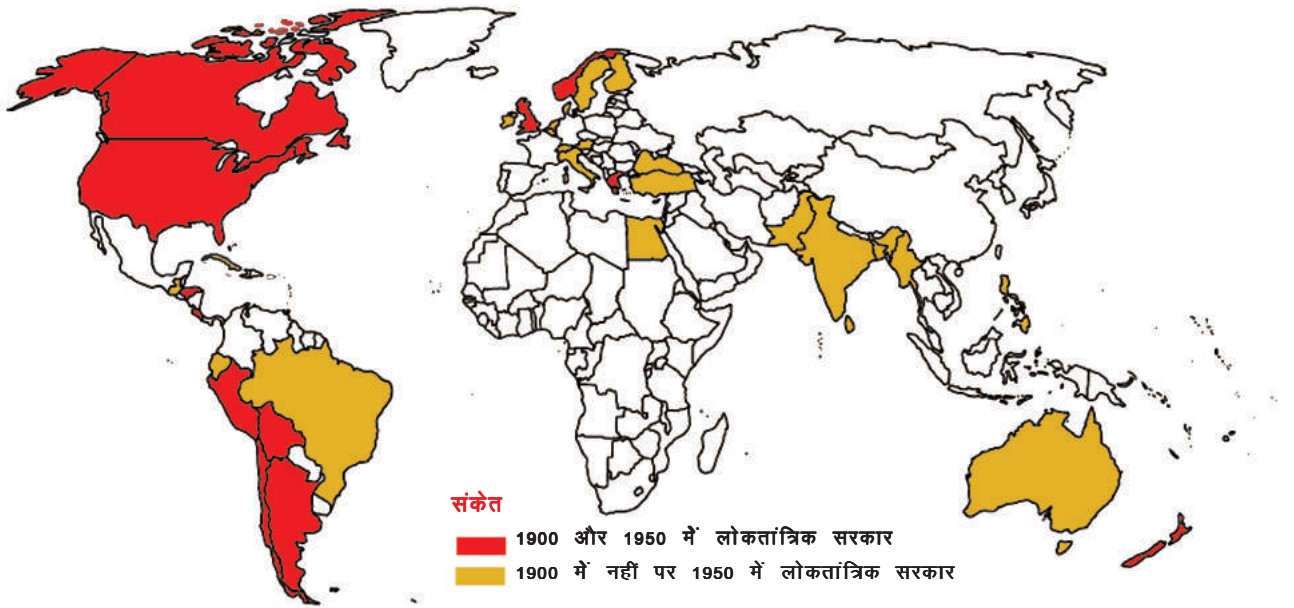 संकेत
1900 और 1950 में लोकतांत्रिक सरकार
1900 में नहीं पर 1950 में लोकतांत्रिक सरकार